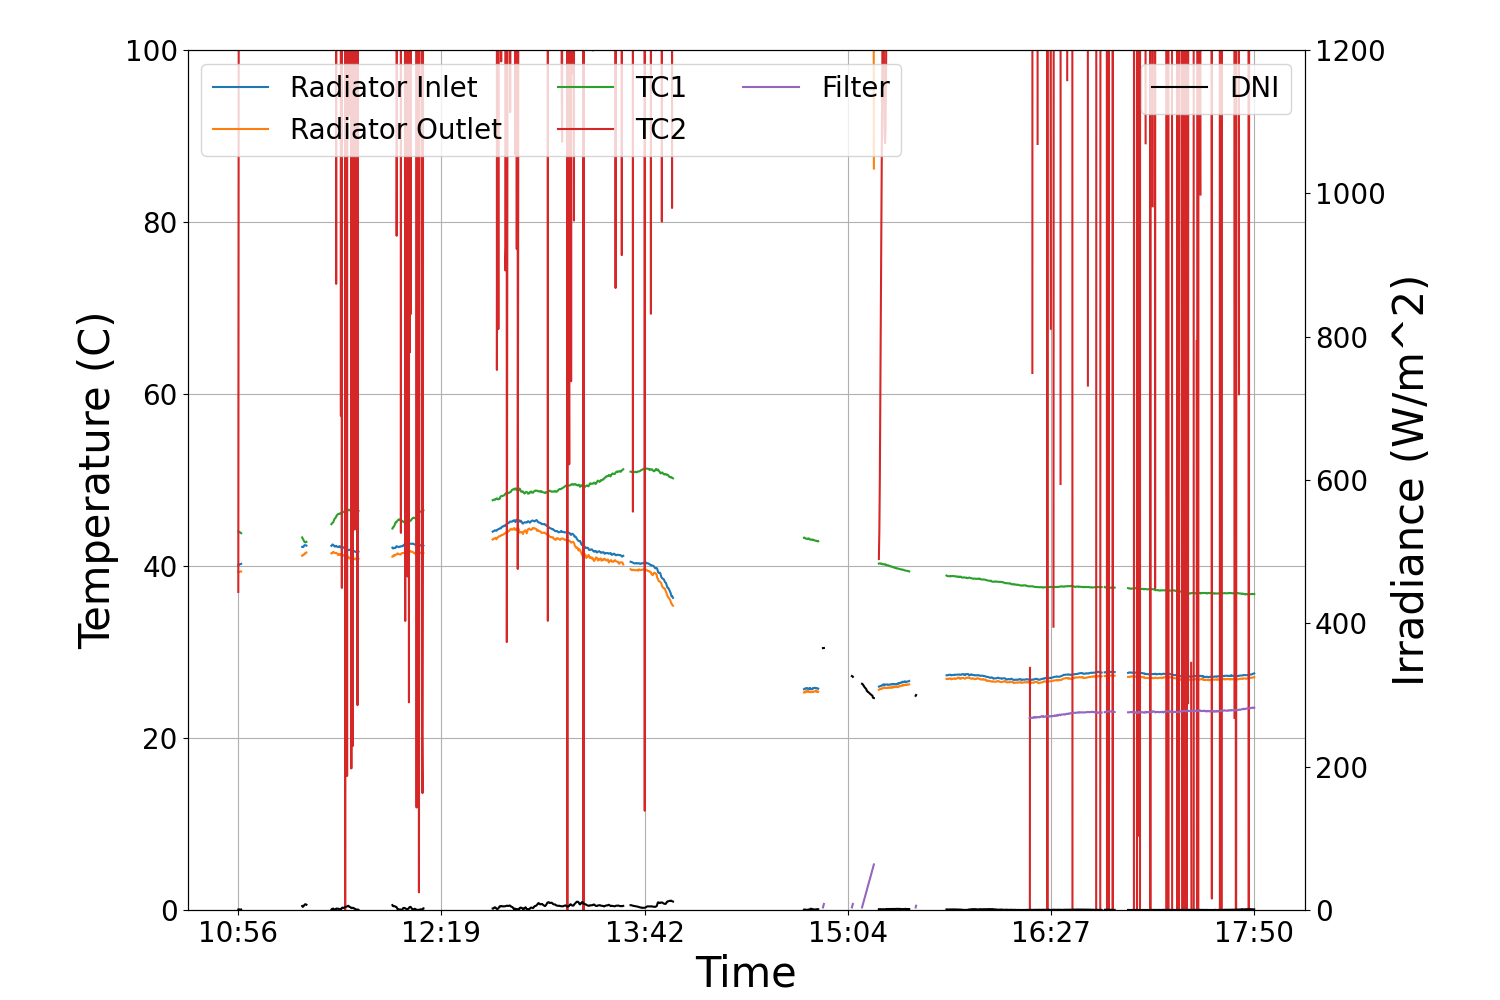 100
80
60
40
20
0
Temperature (C)
Radiator Inlet
Radiator Outlet
TC1
TC2
Filter
DNI
1200
1000
800
600
400
200
0
Irradiance (W/m^2)
10:56
12:19
13:42
15:04
16:27
17:50
Time